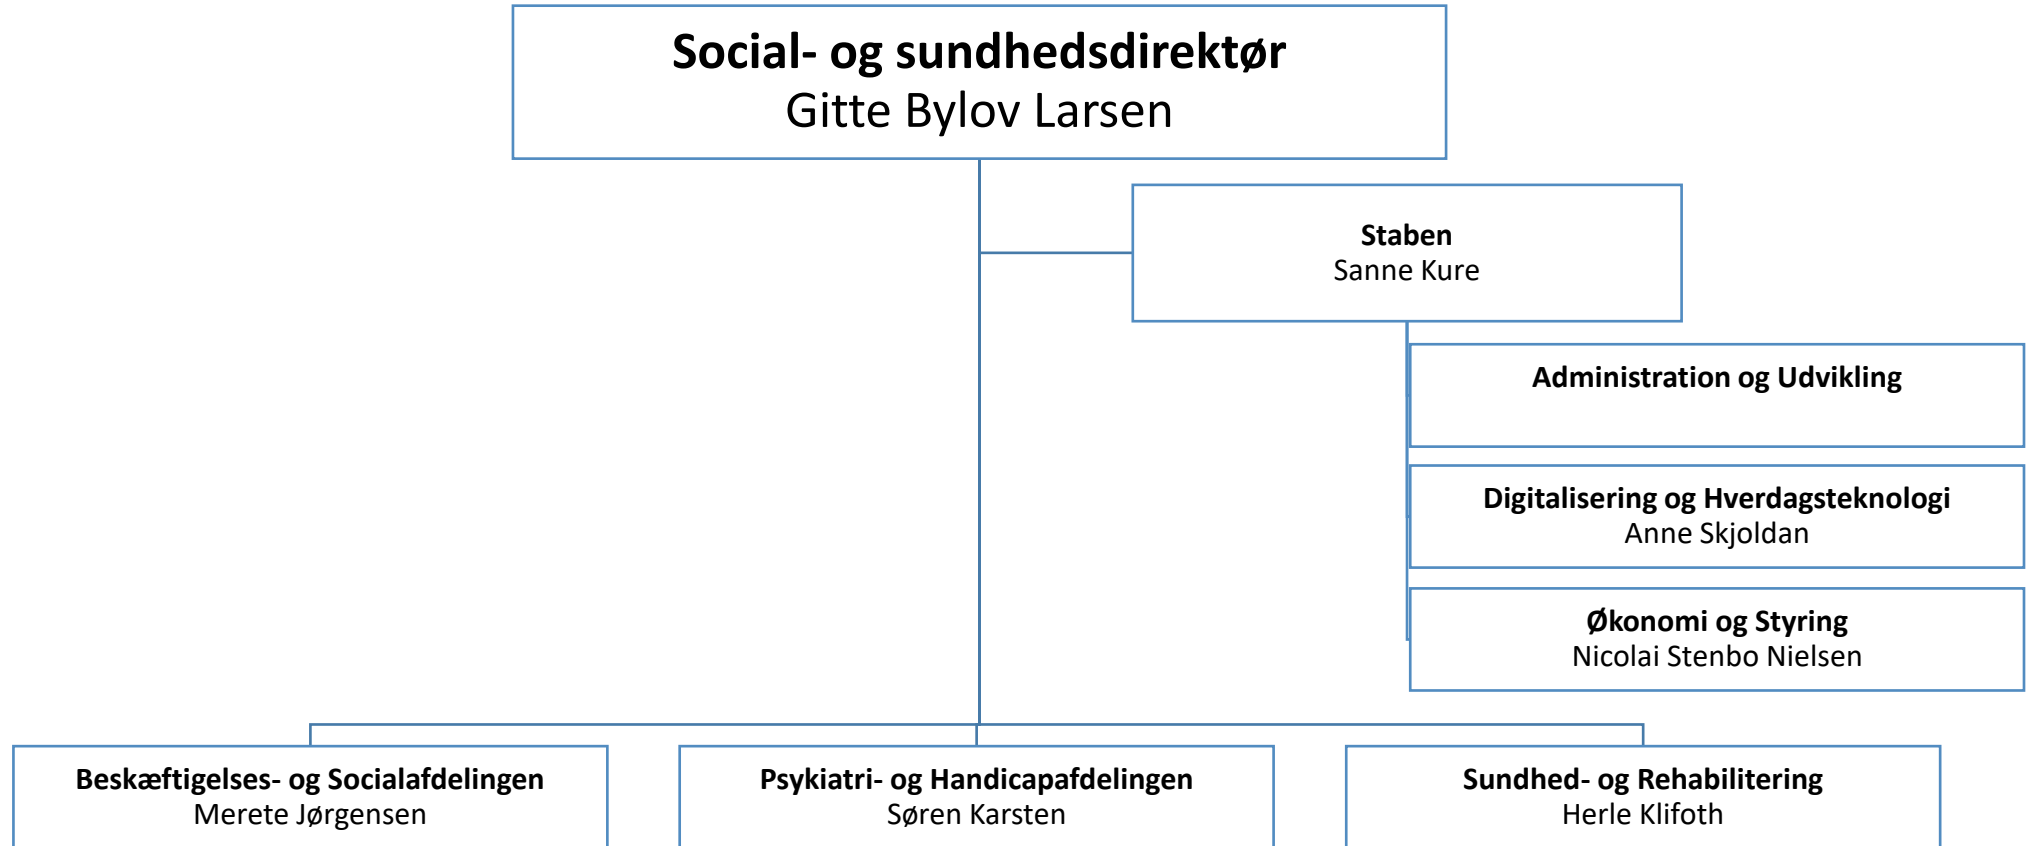 Social- og sundhedsdirektør
Gitte Bylov Larsen
Staben
Sanne Kure
Administration og Udvikling
Digitalisering og Hverdagsteknologi
Anne Skjoldan
Økonomi og Styring
Nicolai Stenbo Nielsen
Beskæftigelses- og Socialafdelingen
Merete Jørgensen
Psykiatri- og Handicapafdelingen
Søren Karsten
Sundhed- og Rehabilitering
Herle Klifoth